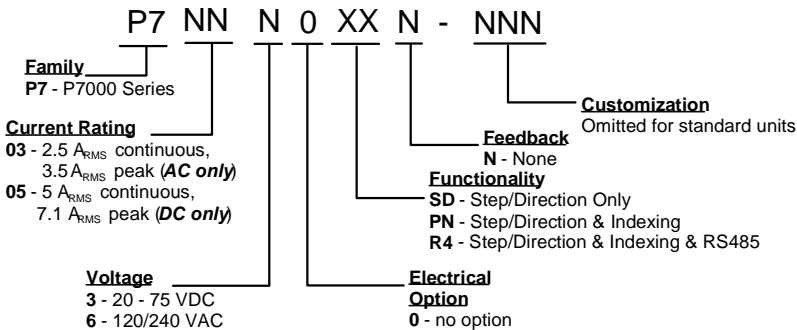 P7 NN N 0 XX N - NNN
Family
P7 - P7000 Series
Current Rating
03 - 2.5 ARMS continuous,
3.5 ARMS peak (AC only)
05 - 5 ARMS continuous,
7.1 ARMS peak (DC only)
Voltage
3 - 20 - 75 VDC
6 - 120/240 VAC
Electrical
Option
0 - no option
Functionality
SD - Step/Direction Only
PN - Step/Direction & Indexing
R4 - Step/Direction & Indexing & RS485
Feedback
N - None
Customization
Omitted for standard units